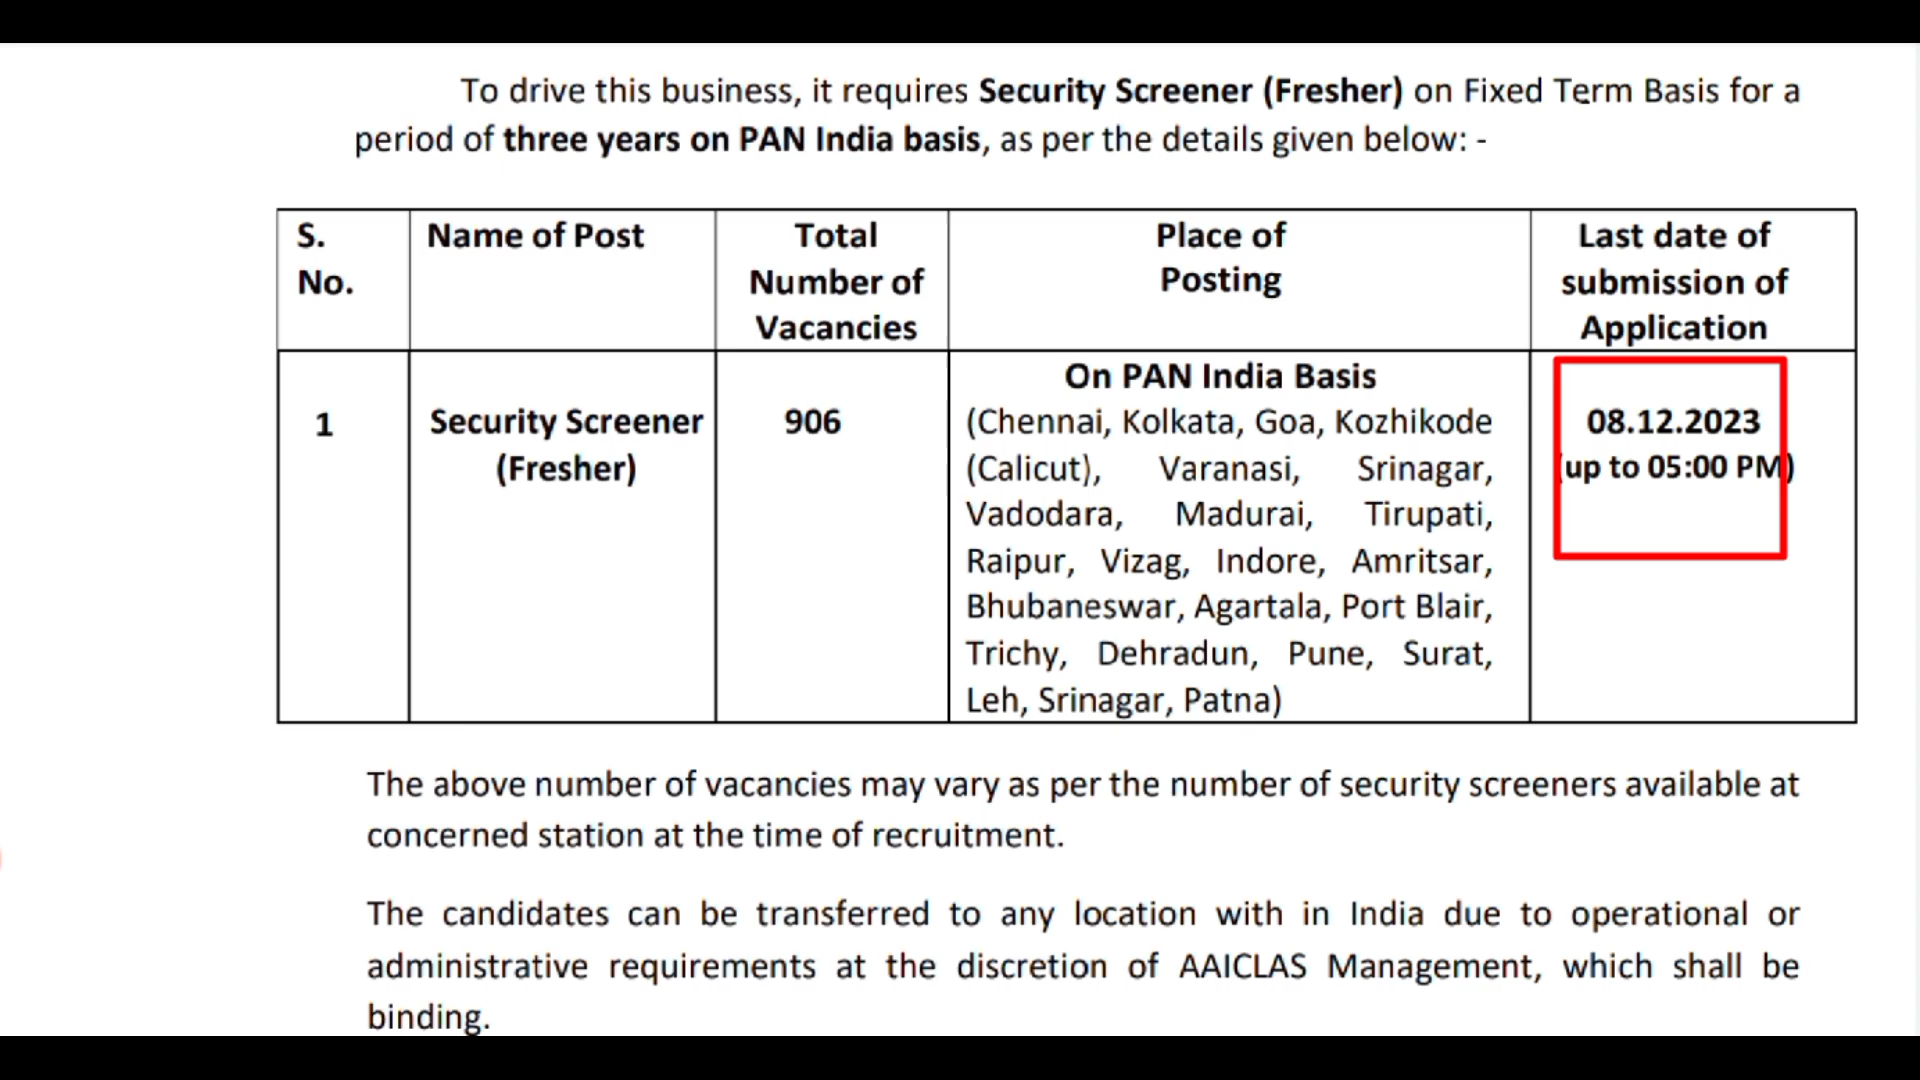 To drive this business, it requires Security Screener (Fresher) on Fixed Term Basis for a
period of three years on PAN India basis, as per the details given below: -
S.
No.
Name of Post
Total
Number of
Vacancies
Place of
Posting
Last date of
submission of
Application
1
Security Screener
(Fresher)
906
On PAN India Basis
(Chennai, Kolkata, Goa, Kozhikode
(Calicut), Varanasi, Srinagar,
Vadodara, Madurai, Tirupati,
Raipur, Vizag, Indore, Amritsar,
Bhubaneswar, Agartala, Port Blair,
Trichy, Dehradun, Pune, Surat,
Leh, Srinagar, Patna)
08.12.2023
(up to 05:00 PM)
The above number of vacancies may vary as per the number of security screeners available at
concerned station at the time of recruitment.
The candidates can be transferred to any location with in India due to operational or
administrative requirements at the discretion of AAICLAS Management, which shall be
binding.